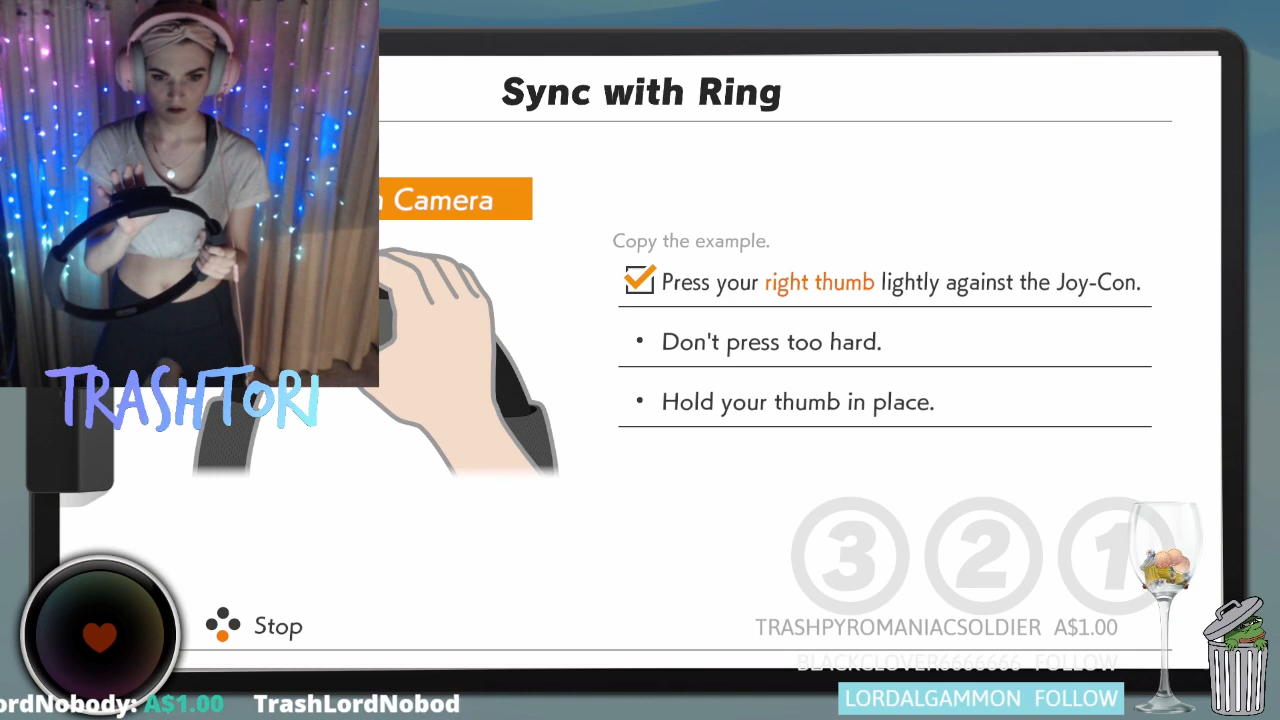 Sync with Ring
Camera
Copy the example.
Press your right thumb lightly against the Joy-Con.
• Don't press too hard.
• Hold your thumb in place.
TRASHTORI
3 2 1
Stop
TRASHPYROMANIACSOLDIER A$1.00
BLACKCLOVER6666666 FOLLOW
LORDALGAMMON FOLLOW
ordNobody: A$1.00 TrashLordNobod